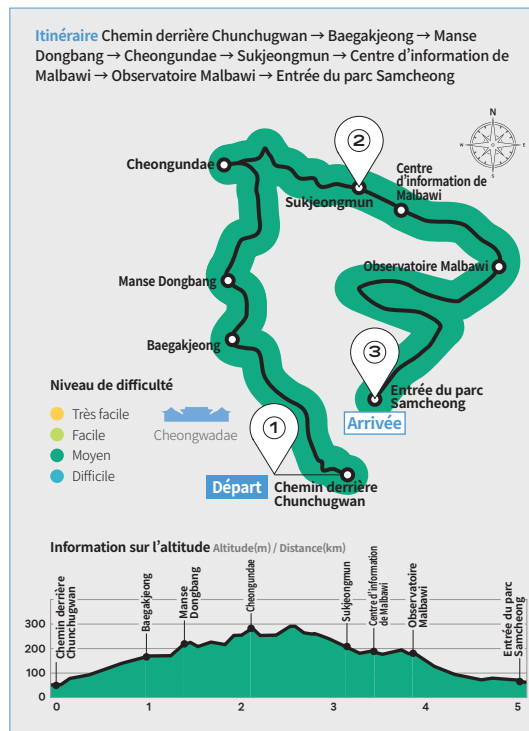 Itinéraire Chemin derrière Chunchugwan → Baegakjeong → Manse
Dongbang → Cheongundae → Sukjeongmun → Centre d'information de
Malbawi → Observatoire Malbawi → Entrée du parc Samcheong
N
W
E
S
2
Cheongundae
Centre
d'information de
Malbawi
Sukjeongmun
Observatoire Malbawi
Manse Dongbang
Baegakjeong
3
Entrée du parc
Samcheong
Arrivée
Niveau de difficulté
Très facile
Facile
Moyen
Difficile
Cheongwadae
1
Départ
Chemin derrière
Chunchugwan
Information sur l'altitude Altitude(m) / Distance(km)
Chemin derrière
Chunchugwan
Baegakjeong
Manse
Dongbang
Cheongundae
Sukjeongmun
Centre d'information
de Malbawi
Observatoire
Malbawi
Entrée du parc
Samcheong
300
200
100
0
0 1 2 3 4 5